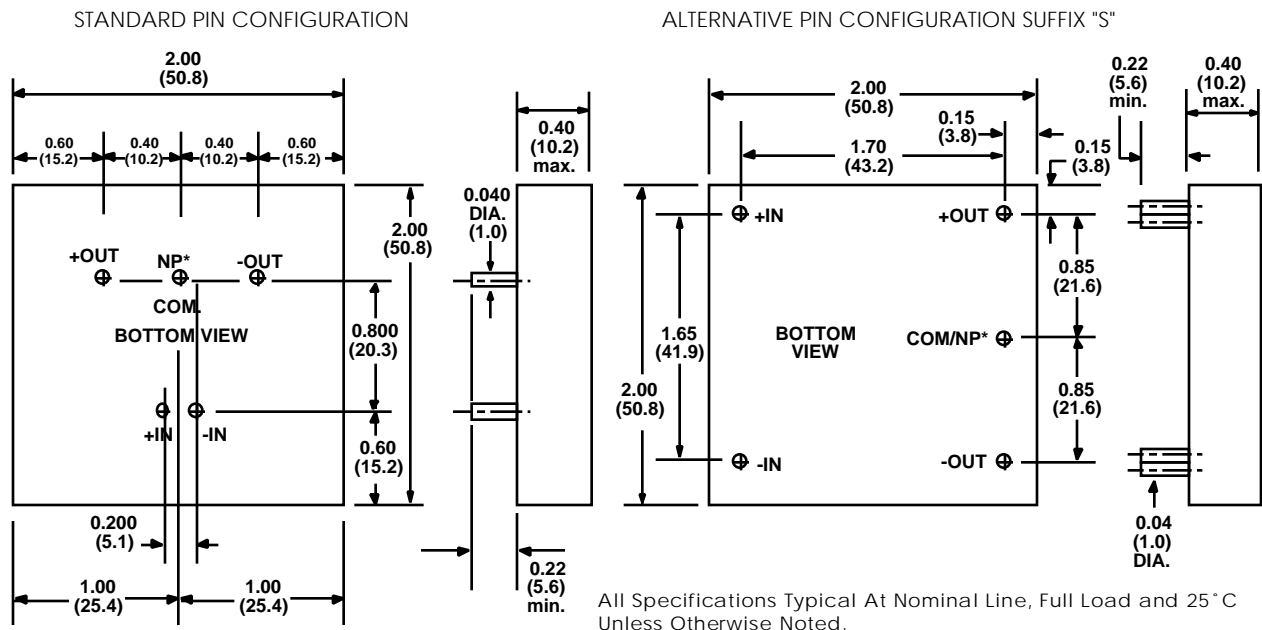 STANDARD PIN CONFIGURATION
2.00
(50.8)
0.60
(15.2)
0.40
(10.2)
0.40
(10.2)
0.60
(15.2)
0.40
(10.2)
max.
0.040
DIA.
(1.0)
2.00
(50.8)
+OUT
NP*
-OUT
COM.
BOTTOM VIEW
0.800
(20.3)
+IN
-IN
0.60
(15.2)
0.200
(5.1)
1.00
(25.4)
1.00
(25.4)
0.22
(5.6)
min.
ALTERNATIVE PIN CONFIGURATION SUFFIX "S"
2.00
(50.8)
0.15
(3.8)
1.70
(43.2)
0.15
(3.8)
0.22
(5.6)
min.
0.40
(10.2)
max.
+IN
+OUT
0.85
(21.6)
1.65
(41.9)
BOTTOM
VIEW
COM/NP*
2.00
(50.8)
0.85
(21.6)
-IN
-OUT
0.04
(1.0)
DIA.
All Specifications Typical At Nominal Line, Full Load and 25°C
Unless Otherwise Noted.